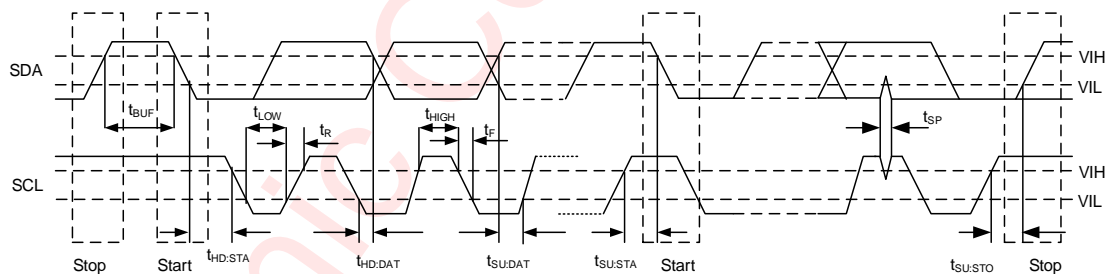 SDA
VIH
VIL
tBUF
tLOW
tR
tHIGH
tF
tSP
SCL
VIH
VIL
Stop
Start
tHD:STA
tHD:DAT
tSU:DAT
tSU:STA
Start
tSU:STO
Stop